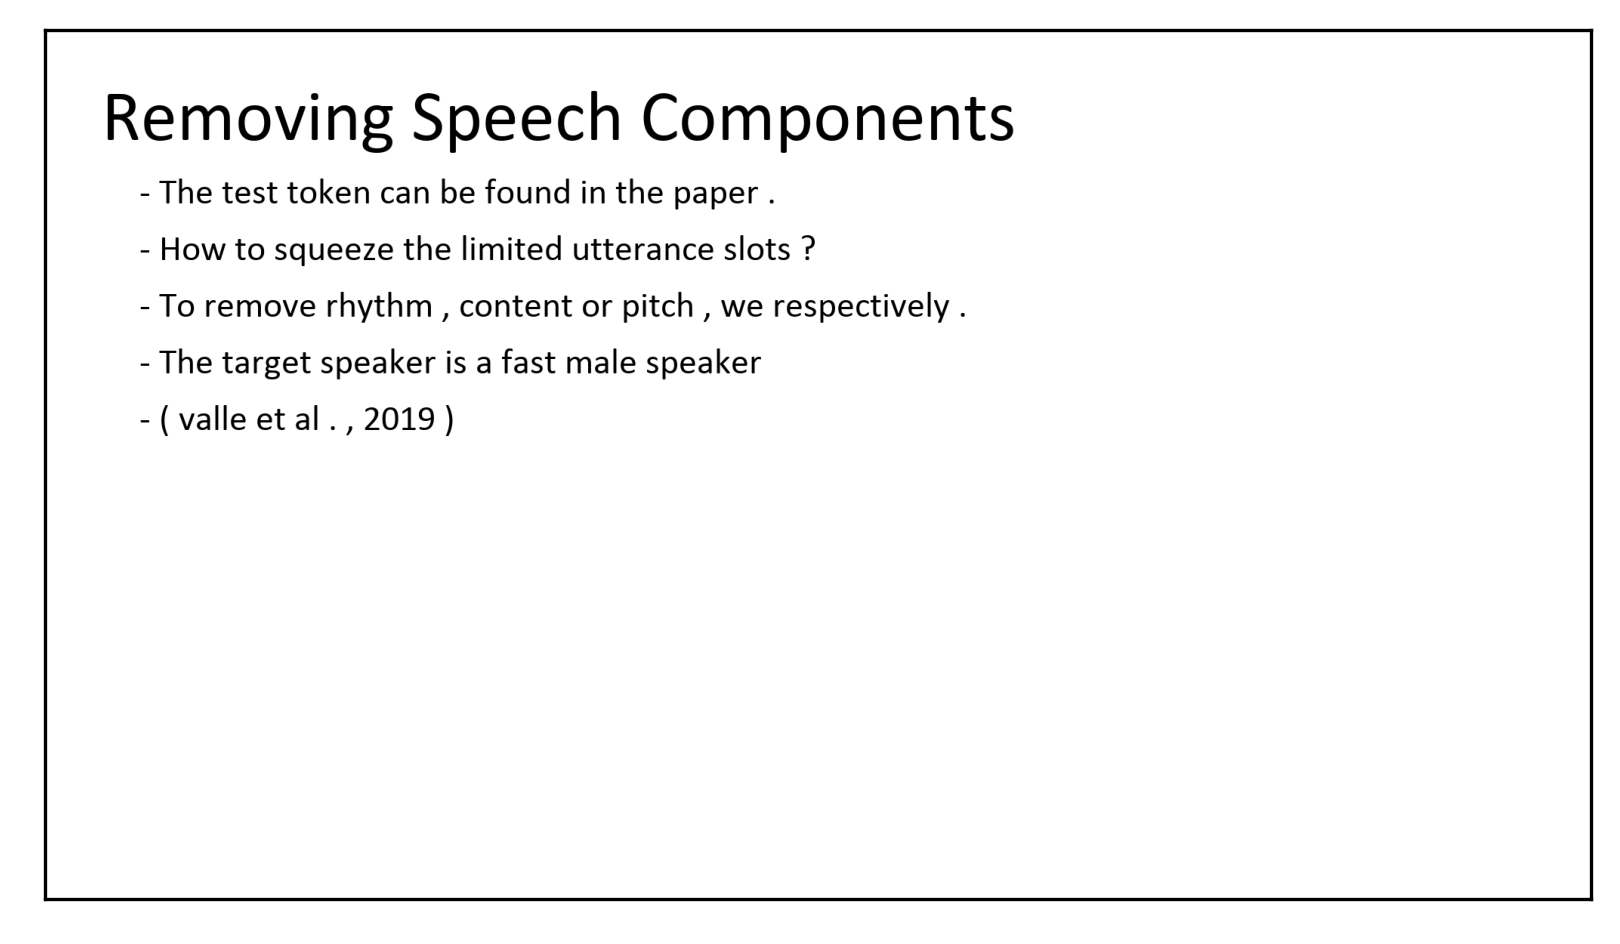 Removing Speech Components
- The test token can be found in the paper .
- How to squeeze the limited utterance slots ?
- To remove rhythm , content or pitch , we respectively .
- The target speaker is a fast male speaker
- ( valle et al . , 2019 )